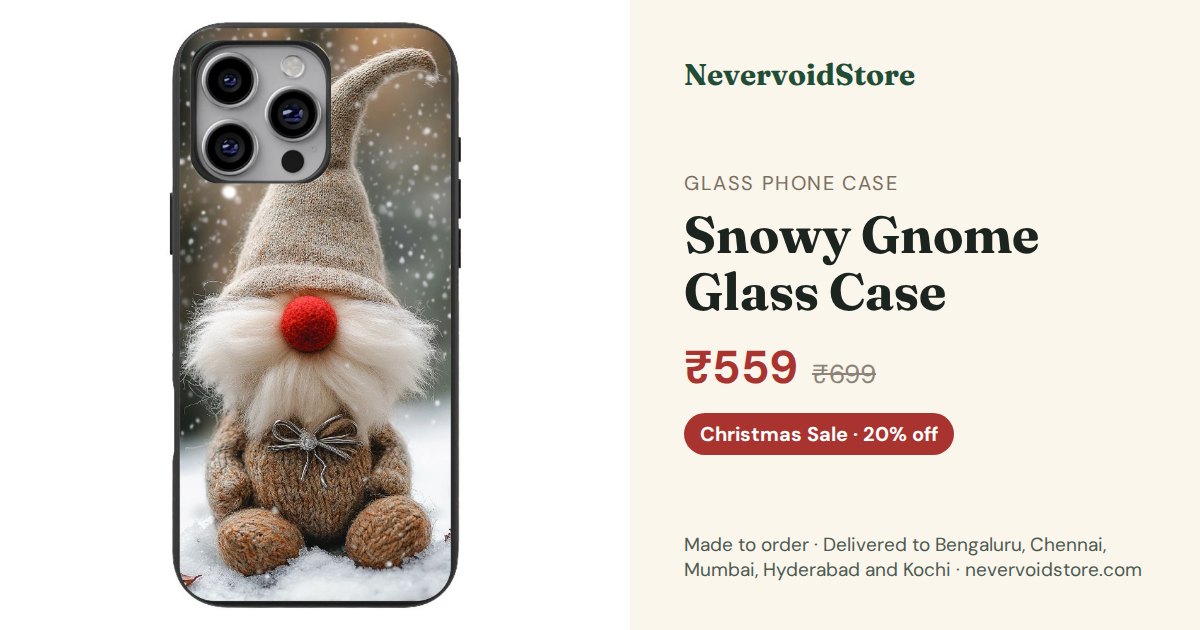 NevervoidStore
GLASS PHONE CASE
Snowy Gnome
Glass Case
₹559 ₹699
Christmas Sale · 20% off
Made to order · Delivered to Bengaluru, Chennai,
Mumbai, Hyderabad and Kochi · nevervoidstore.com